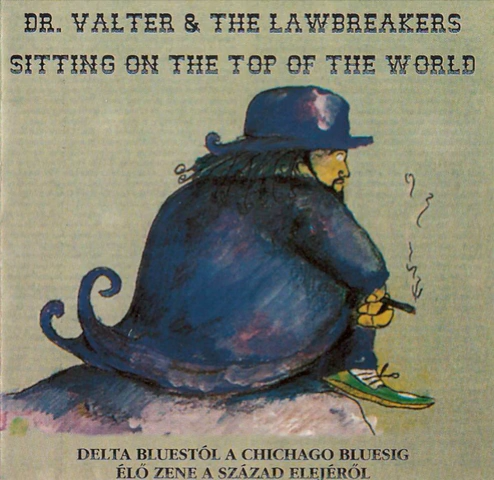 DR. VALTER & THE LAWBREAKERS
SITTING ON THE TOP OF THE WORLD
DELTA BLUESTÓL A CHICHAGO BLUESIG
ÉLŐ ZENE A SZÁZAD ELEJÉRŐL